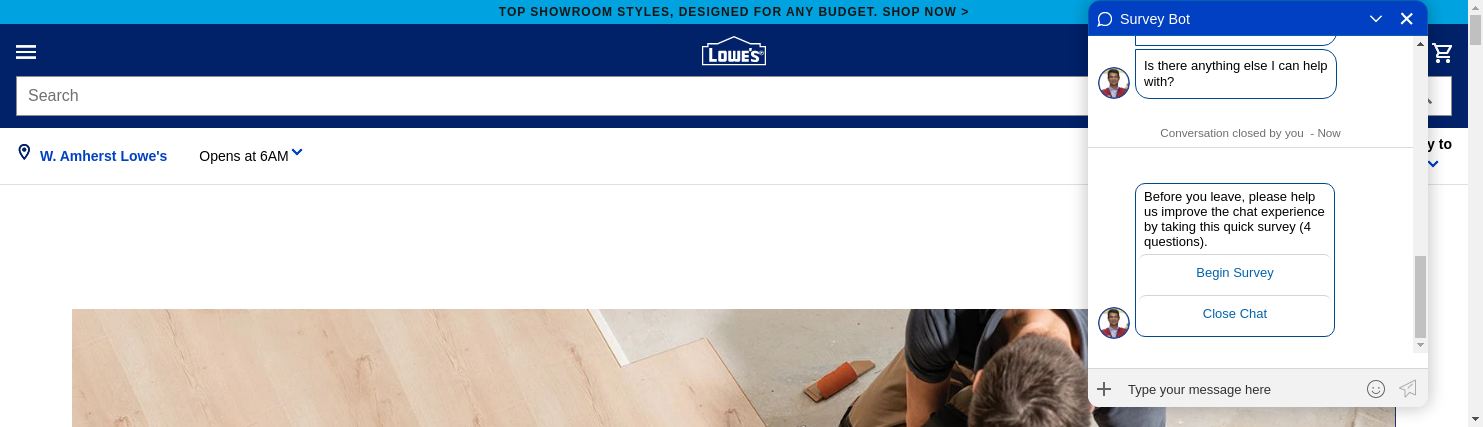 TOP SHOWROOM STYLES, DESIGNED FOR ANY BUDGET. SHOP NOW >
LOWE'S
Search
W. Amherst Lowe's
Opens at 6AM
y to
Survey Bot
Is there anything else I can help
with?
Conversation closed by you - Now
Before you leave, please help
us improve the chat experience
by taking this quick survey (4
questions).
Begin Survey
Close Chat
Type your message here